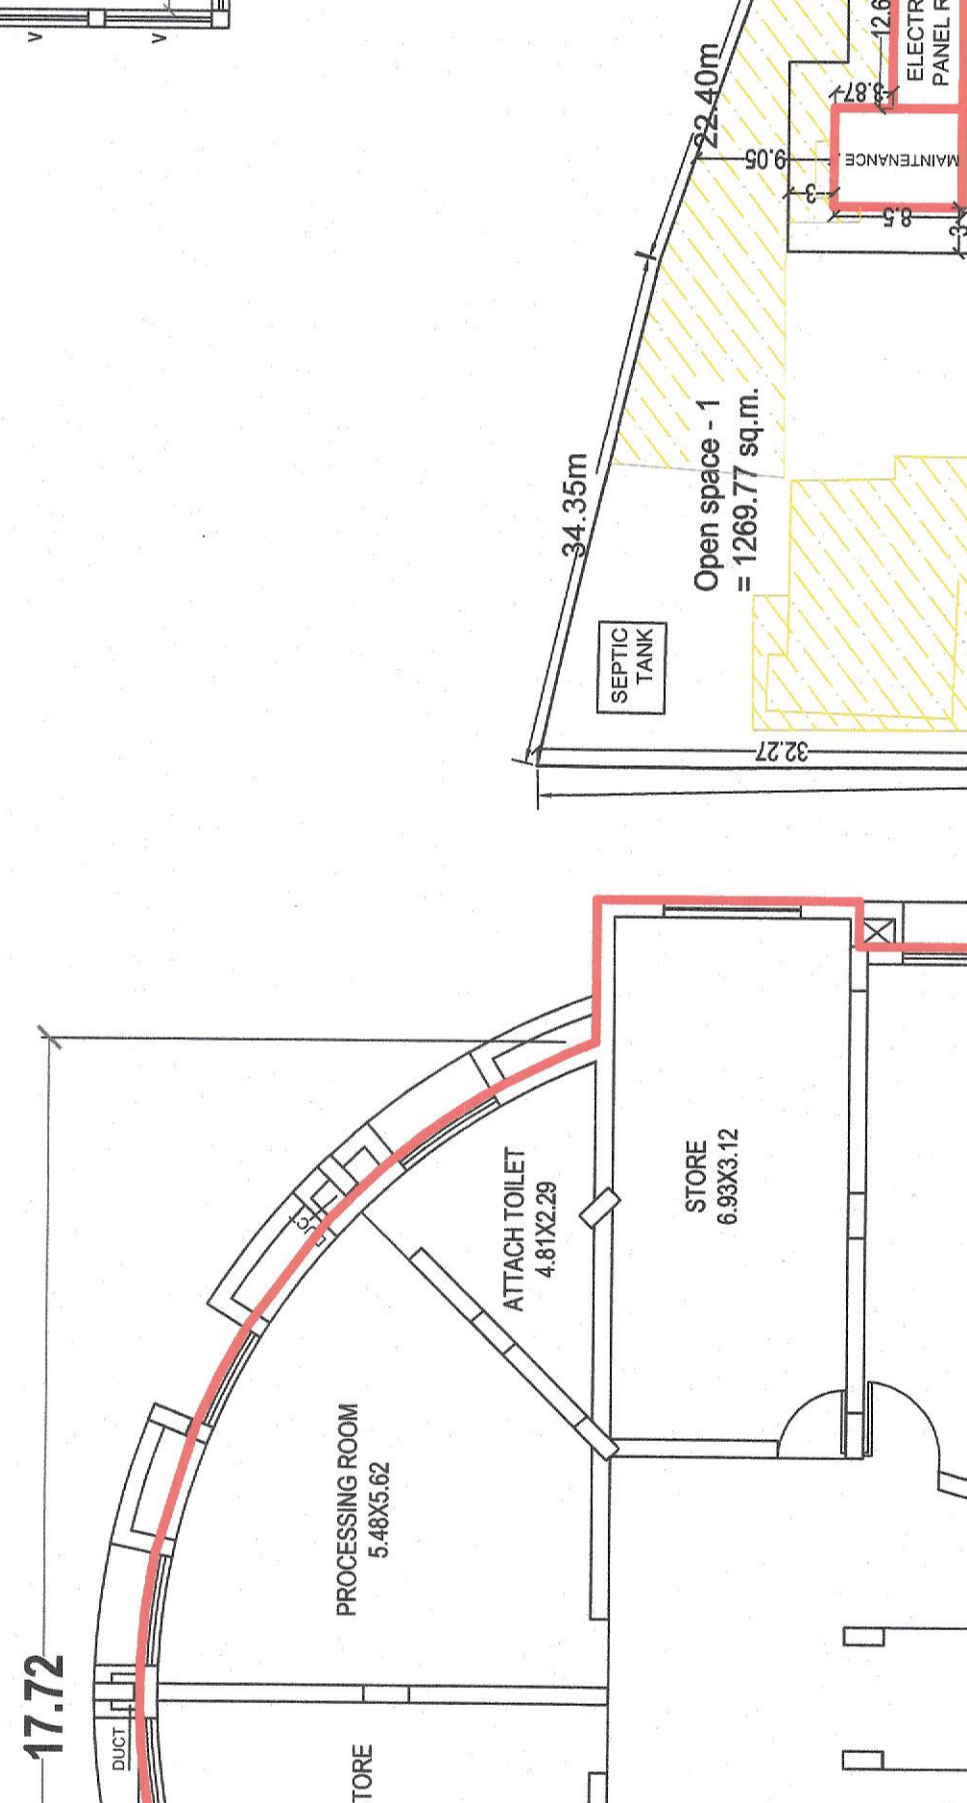 V
V
22.40m
12.6
ELECTR
PANEL R
3.87
9.05
MAINTENANCE
3
8.5
3
34.35m
Open space - 1
= 1269.77 sq.m.
SEPTIC
TANK
32.27
ATTACH TOILET
4.81X2.29
STORE
6.93X3.12
PROCESSING ROOM
5.48X5.62
17.72
DUCT
TORE